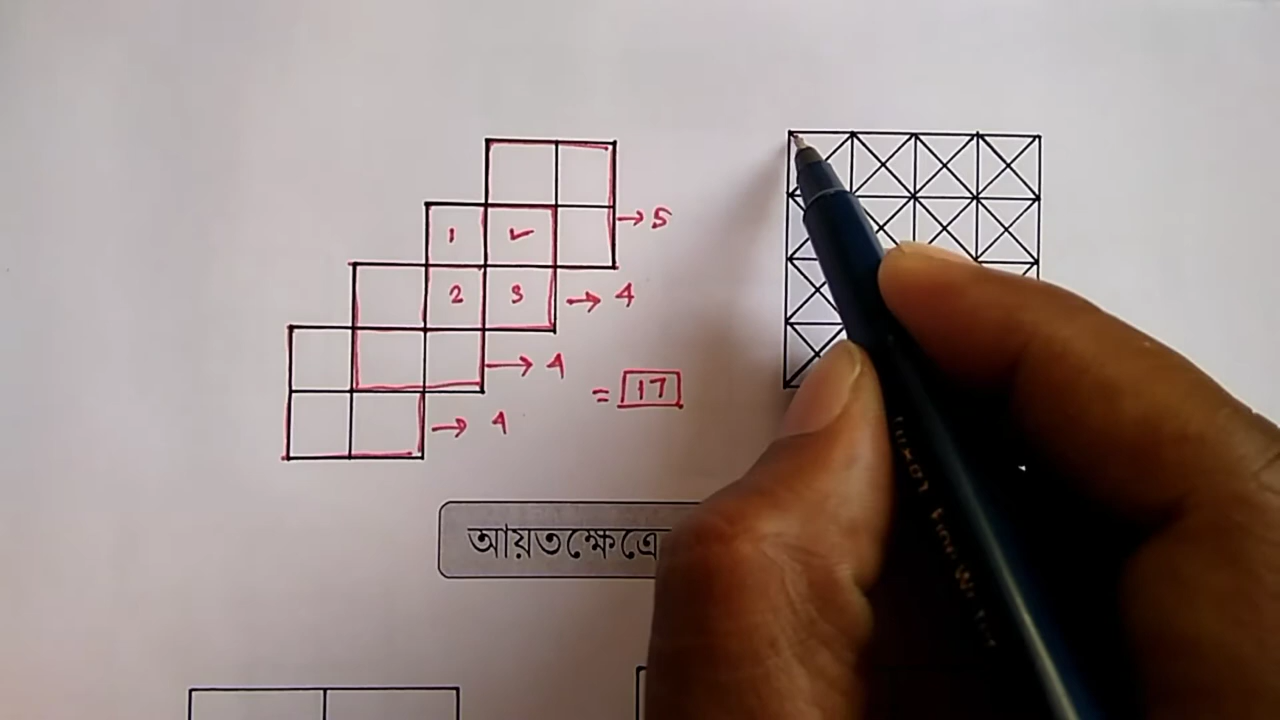 → 5
1 ✓
2 3 → 4
→ 4
= 17
→ 4
আয়তক্ষেত্রে